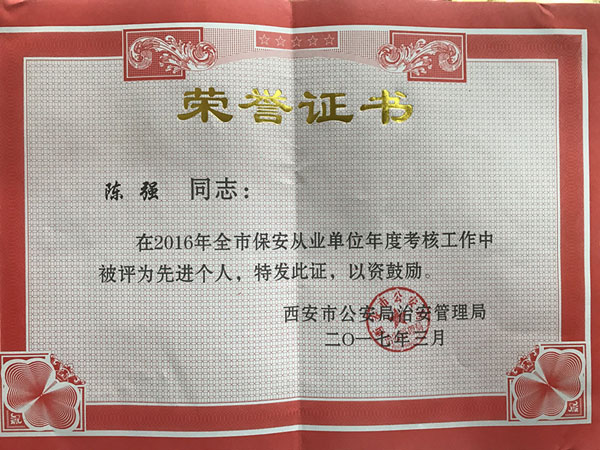 荣誉证书
陈强 同志：
在2016年全市保安从业单位年度考核工作中
被评为先进个人，特发此证，以资鼓励。
西安市公安局治安管理局
二〇一七年三月